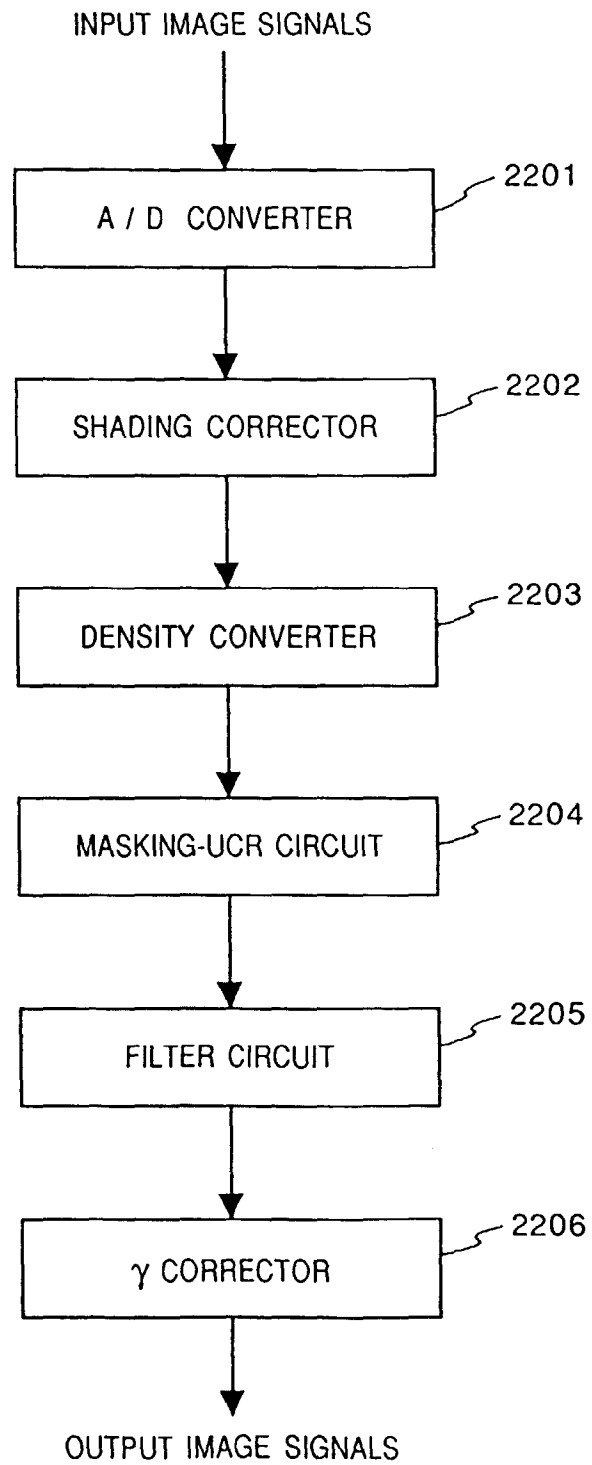 INPUT IMAGE SIGNALS
2201
A / D CONVERTER
2202
SHADING CORRECTOR
2203
DENSITY CONVERTER
2204
MASKING-UCR CIRCUIT
2205
FILTER CIRCUIT
2206
γ CORRECTOR
OUTPUT IMAGE SIGNALS